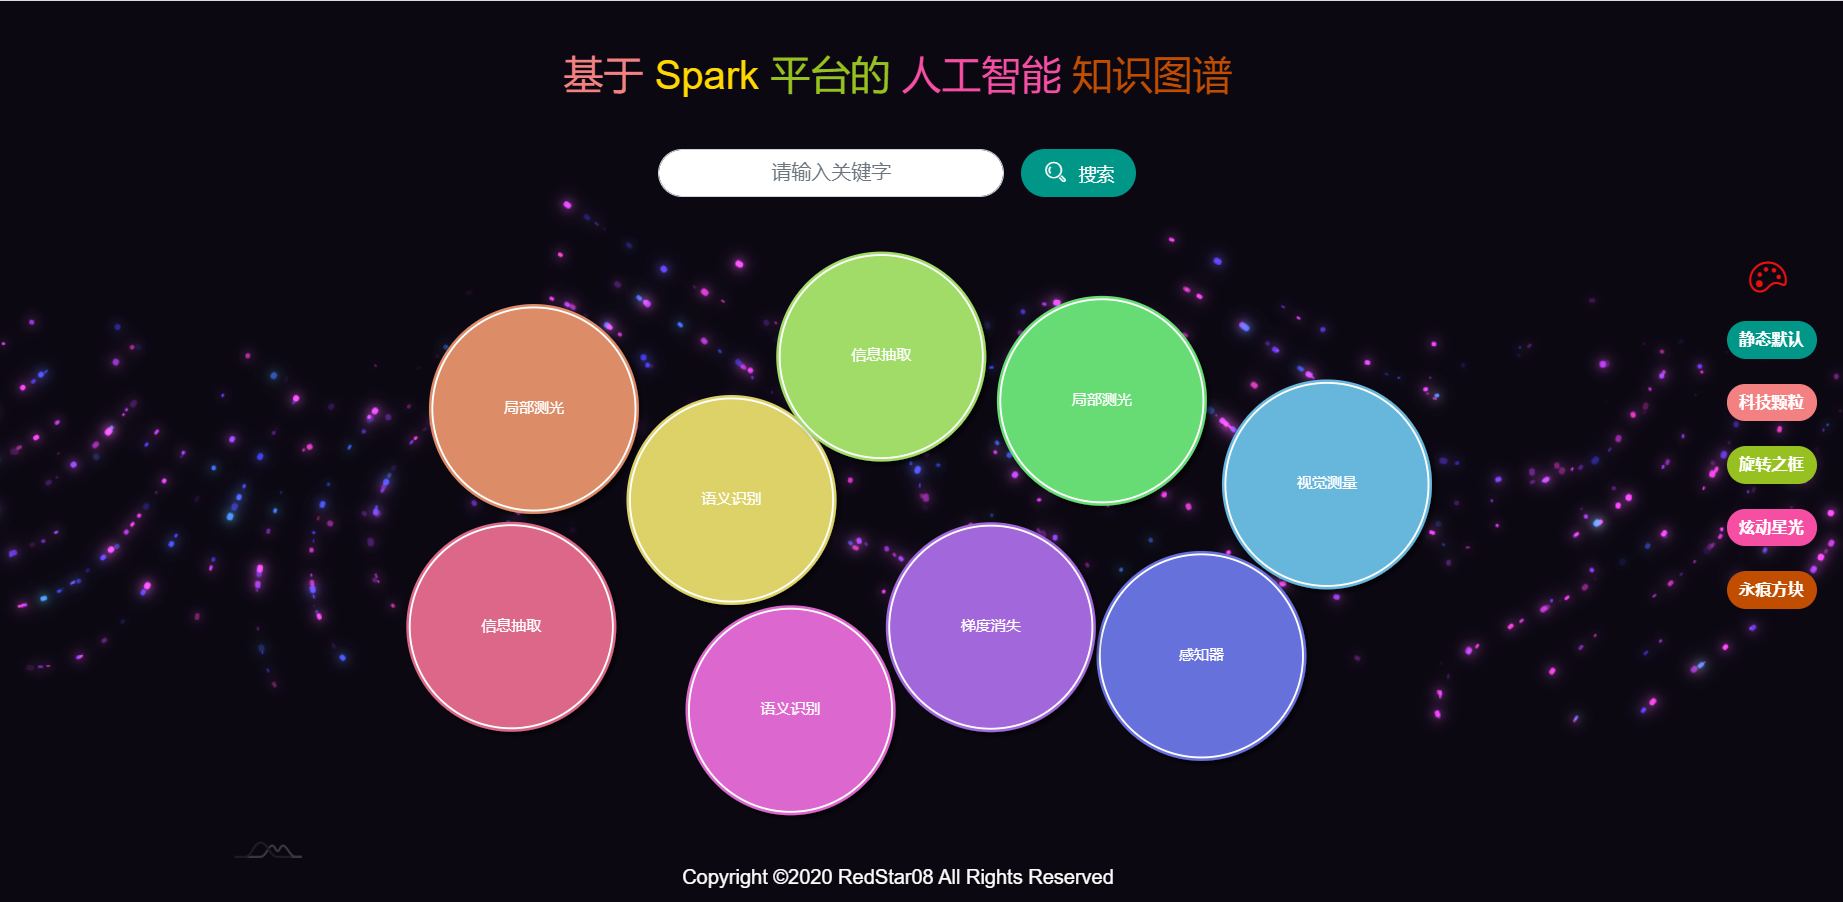 基于 Spark 平台的 人工智能 知识图谱
请输入关键字
搜索
信息抽取
局部测光
局部测光
视觉测量
语义识别
信息抽取
梯度消失
感知器
语义识别
静态默认
科技颗粒
旋转之框
炫动星光
永痕方块
Copyright ©2020 RedStar08 All Rights Reserved